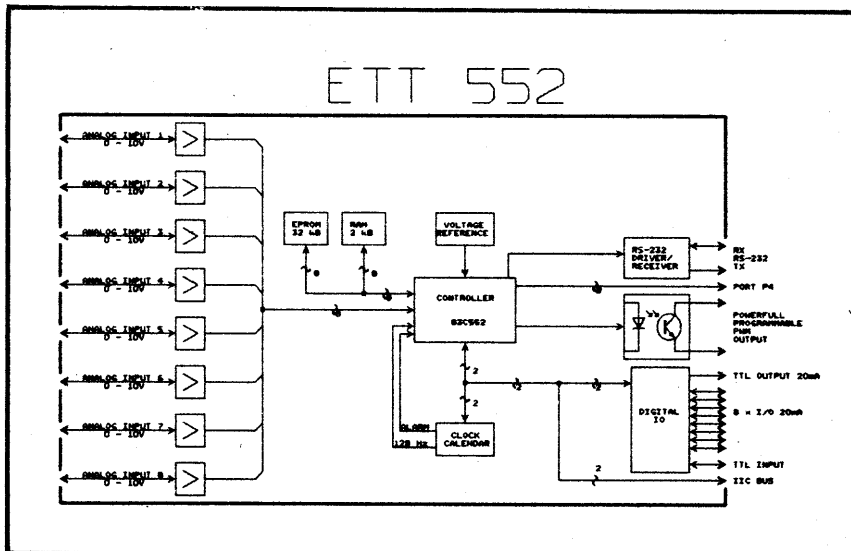 ETT 552
ANALOG INPUT 1
0 - 10V
ANALOG INPUT 2
0 - 10V
ANALOG INPUT 3
0 - 10V
ANALOG INPUT 4
0 - 10V
ANALOG INPUT 5
0 - 10V
ANALOG INPUT 6
0 - 10V
ANALOG INPUT 7
0 - 10V
ANALOG INPUT 8
0 - 10V
EPROM
32 kB
RAM
2 kB
VOLTAGE
REFERENCE
8
8
CONTROLLER
83C552
2
2
ALARM
128 Hz
CLOCK
CALENDAR
RS-232
DRIVER/
RECEIVER
RX
RS-232
TX
PORT P4
POWERFULL
PROGRAMMABLE
PWM
OUTPUT
2
2
DIGITAL
IO
TTL OUTPUT 20mA
8 x I/O 20mA
TTL INPUT
2
IIC BUS